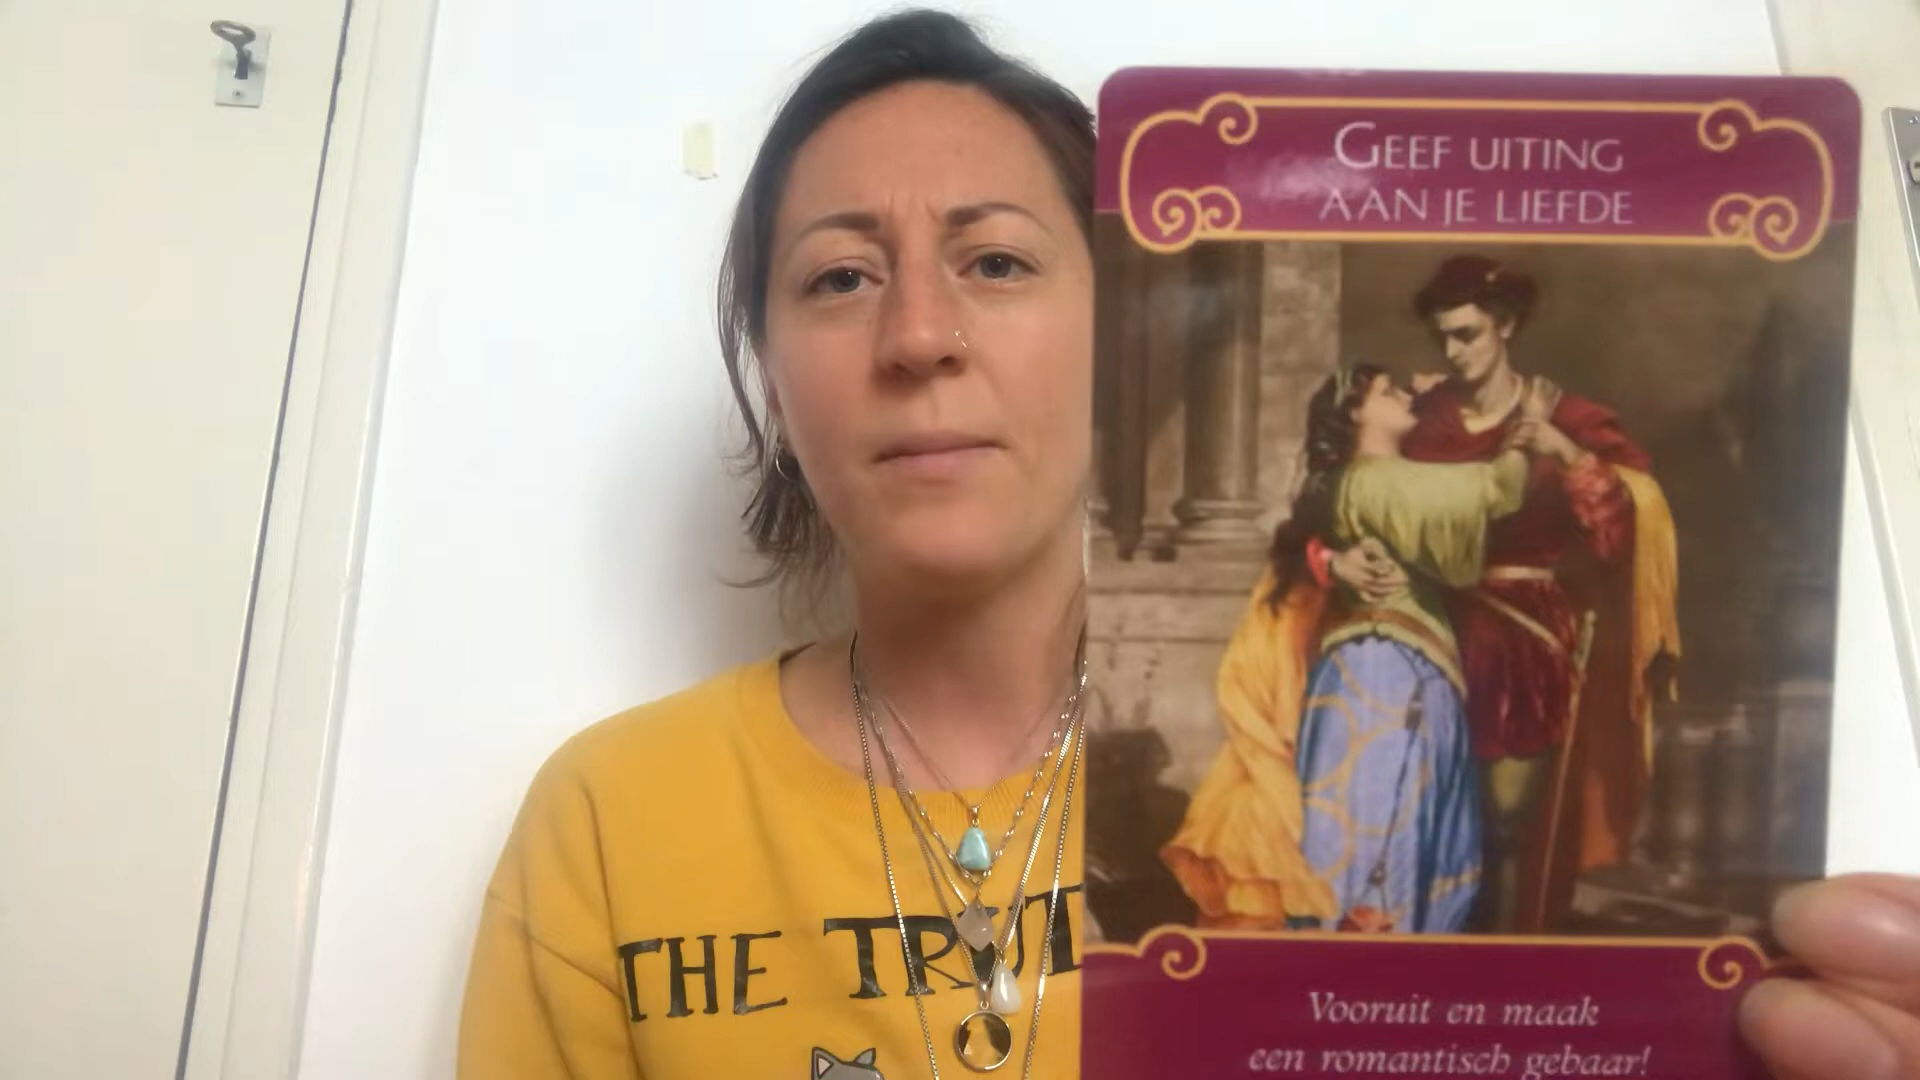 GEEF UITING
AAN JE LIEFDE
THE TRUT
Vooruit en maak
een romantisch gebaar!